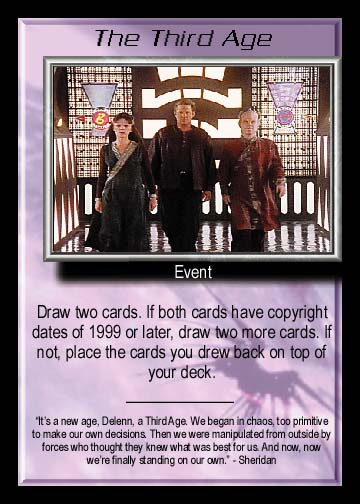 The Third Age
Event
Draw two cards. If both cards have copyright
dates of 1999 or later, draw two more cards. If
not, place the cards you drew back on top of
your deck.
“It’s a new age, Delenn, a Third Age. We began in chaos, too primitive
to make our own decisions. Then we were manipulated from outside by
forces who thought they knew what was best for us. And now, now
we’re finally standing on our own.” - Sheridan